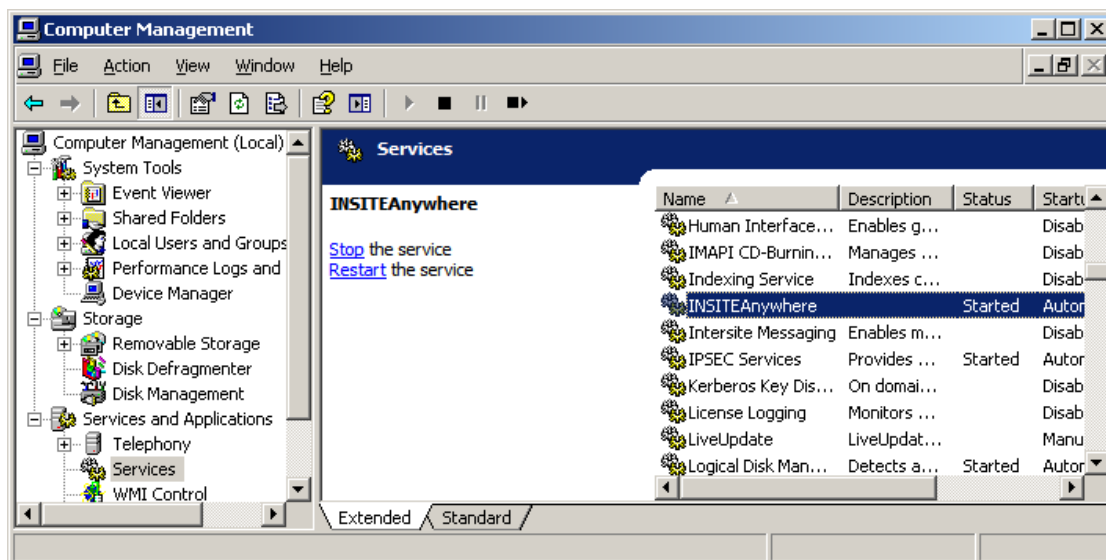 Computer Management
File Action View Window Help
Computer Management (Local)
System Tools
Event Viewer
Shared Folders
Local Users and Groups
Performance Logs and
Device Manager
Storage
Removable Storage
Disk Defragmenter
Disk Management
Services and Applications
Telephony
Services
WMI Control
Services
INSITEAnywhere
Stop the service
Restart the service
Name Description Status Startu
Human Interface... Enables g... Disab
IMAPI CD-Burnin... Manages ... Disab
Indexing Service Indexes c... Disab
INSITEAnywhere Started Autor
Intersite Messaging Enables m... Disab
IPSEC Services Provides ... Started Autor
Kerberos Key Dis... On domai... Disab
License Logging Monitors ... Disab
LiveUpdate LiveUpdat... Manu
Logical Disk Man... Detects a... Started Autor
Extended Standard